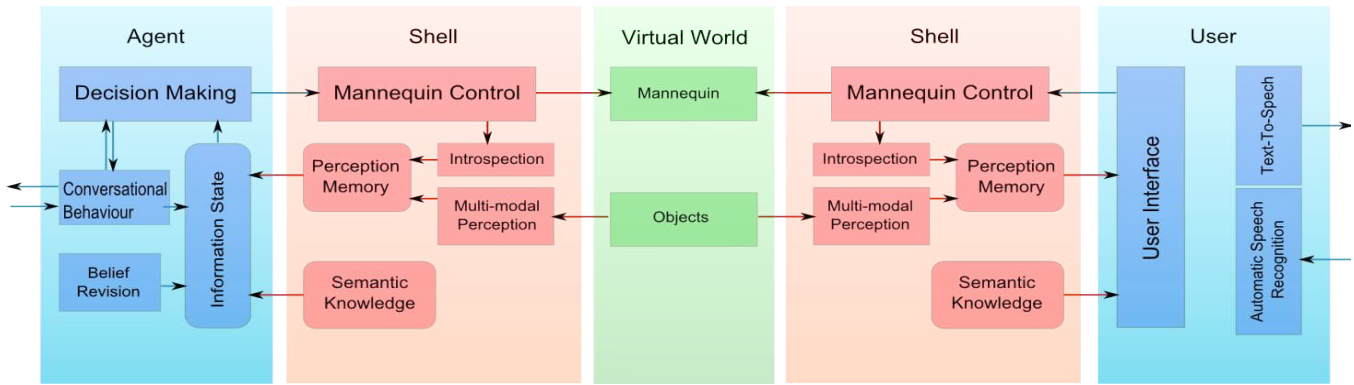 Agent
Decision Making
Conversational
Behaviour
Belief
Revision
Information State
Shell
Mannequin Control
Introspection
Perception
Memory
Multi-modal
Perception
Semantic
Knowledge
Virtual World
Mannequin
Objects
Shell
Mannequin Control
Introspection
Perception
Memory
Multi-modal
Perception
Semantic
Knowledge
User
User Interface
Text-To-Spech
Automatic Speech
Recognition